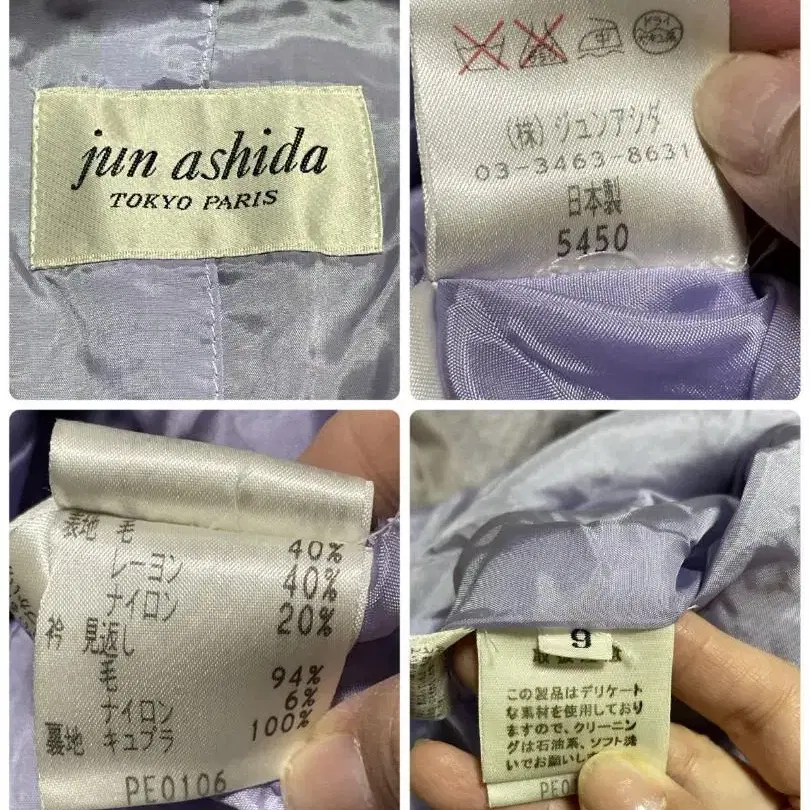 jun ashida
TOKYO PARIS
ドライ
(株)ジュンアシダ
03-3463-8631
日本製
5450
表地 毛 40%
レーヨン 40%
ナイロン 20%
衿 見返し
毛 94%
ナイロン 6%
裏地 キュプラ 100%
PE0106
9
この製品はデリケート
な素材を使用しており
ますので、クリーニン
グは石油系、ソフト洗
いでお願いし
PE0